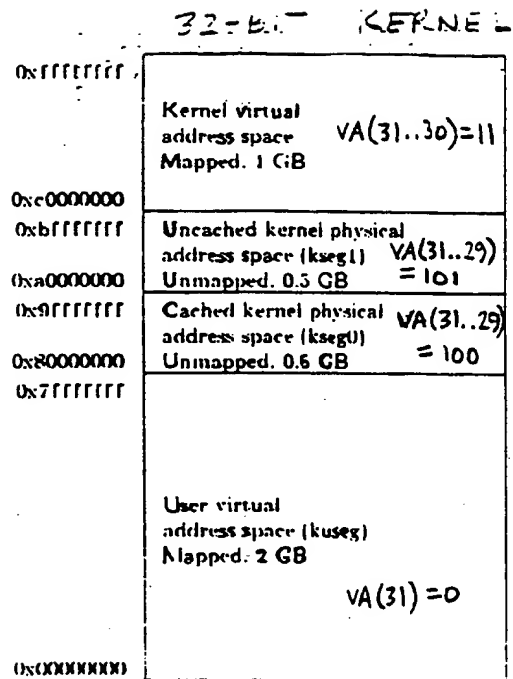 32-BIT KERNEL
0xffffffff
Kernel virtual
address space VA(31..30)=11
Mapped. 1 GB
0xc0000000
0xbfffffff Uncached kernel physical
address space (kseg1) VA(31..29)
0xa0000000 Unmapped. 0.5 GB = 101
0x9fffffff Cached kernel physical VA(31..29)
address space (kseg0)
0x80000000 Unmapped. 0.6 GB = 100
0x7fffffff
User virtual
address space (kuseg)
Mapped. 2 GB
VA(31) =0